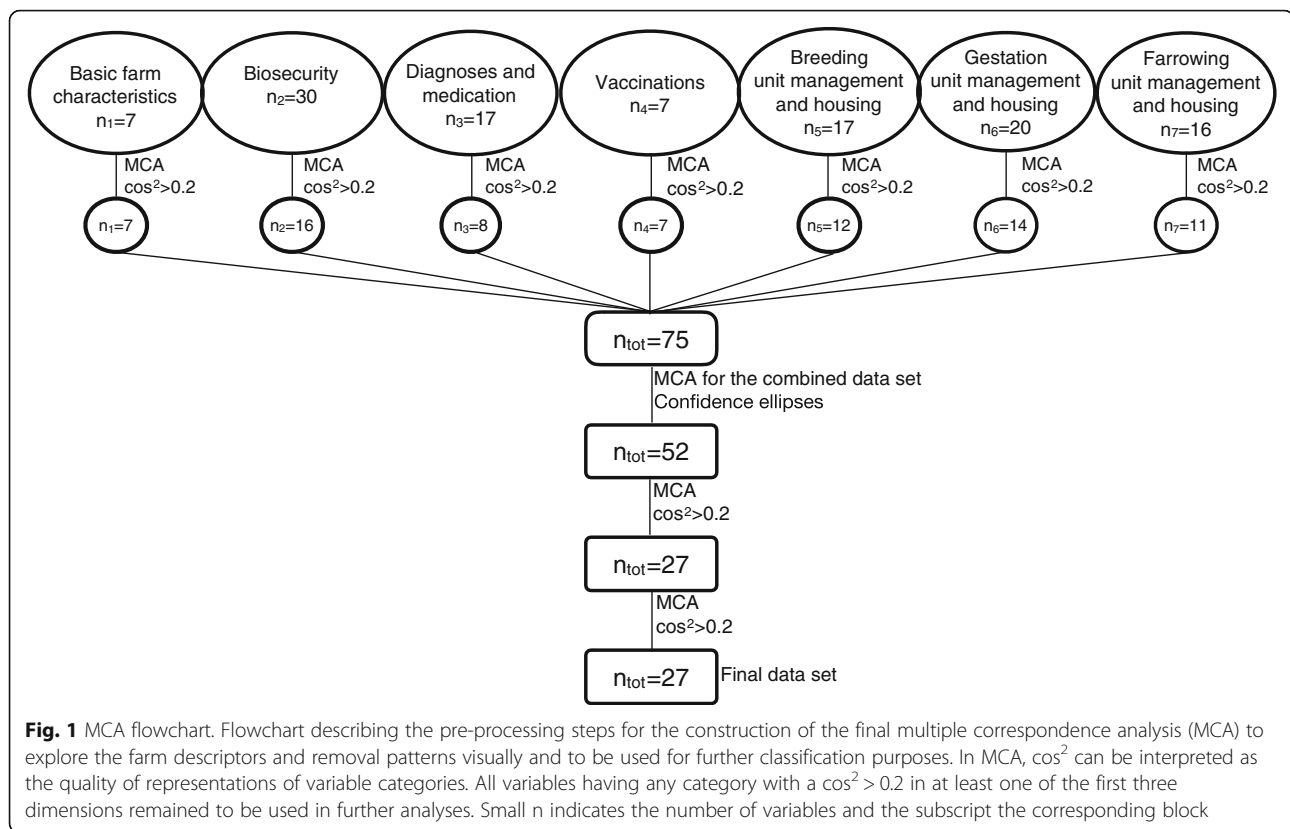 Basic farm
characteristics
n₁=7
Biosecurity
n₂=30
Diagnoses and
medication
n₃=17
Vaccinations
n₄=7
Breeding
unit management
and housing
n₅=17
Gestation
unit management
and housing
n₆=20
Farrowing
unit management
and housing
n₇=16
MCA
cos²>0.2
MCA
cos²>0.2
MCA
cos²>0.2
MCA
cos²>0.2
MCA
cos²>0.2
MCA
cos²>0.2
MCA
cos²>0.2
n₁=7
n₂=16
n₃=8
n₄=7
n₅=12
n₆=14
n₇=11
nₜₒₜ=75
MCA for the combined data set
Confidence ellipses
nₜₒₜ=52
MCA
cos²>0.2
nₜₒₜ=27
MCA
cos²>0.2
nₜₒₜ=27
Final data set
Fig. 1 MCA flowchart. Flowchart describing the pre-processing steps for the construction of the final multiple correspondence analysis (MCA) to
explore the farm descriptors and removal patterns visually and to be used for further classification purposes. In MCA, cos² can be interpreted as
the quality of representations of variable categories. All variables having any category with a cos² > 0.2 in at least one of the first three
dimensions remained to be used in further analyses. Small n indicates the number of variables and the subscript the corresponding block